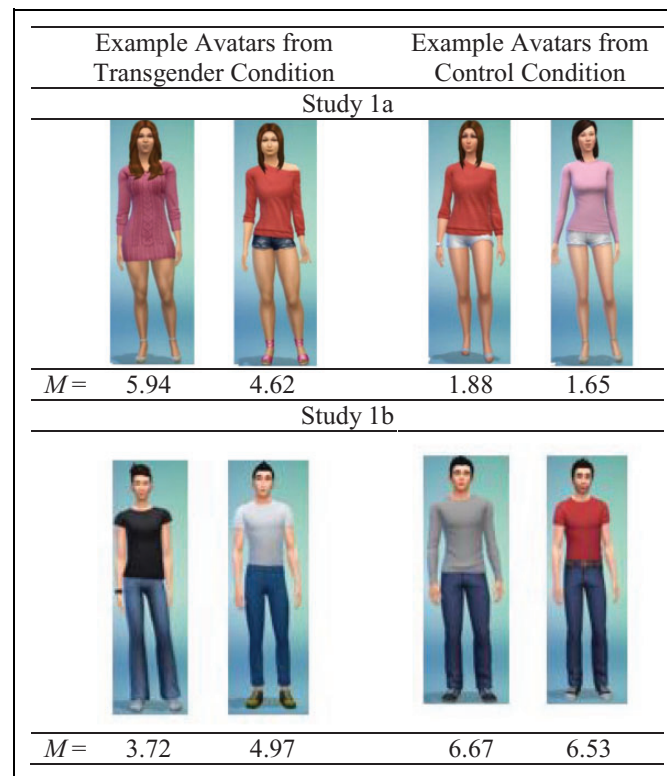 Example Avatars from Example Avatars from
Transgender Condition Control Condition
Study 1a
M = 5.94 4.62 1.88 1.65
Study 1b
M = 3.72 4.97 6.67 6.53